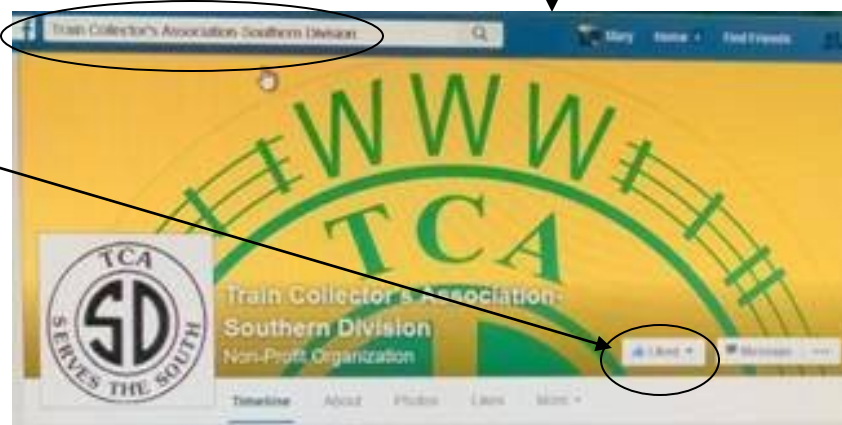 Train Collector's Association-Southern Division
Mary Home Find Friends
WWW
TCA
TCA
SD
SERVES THE SOUTH
Train Collector's Association-
Southern Division
Non-Profit Organization
Liked
Message
Timeline About Photos Likes More